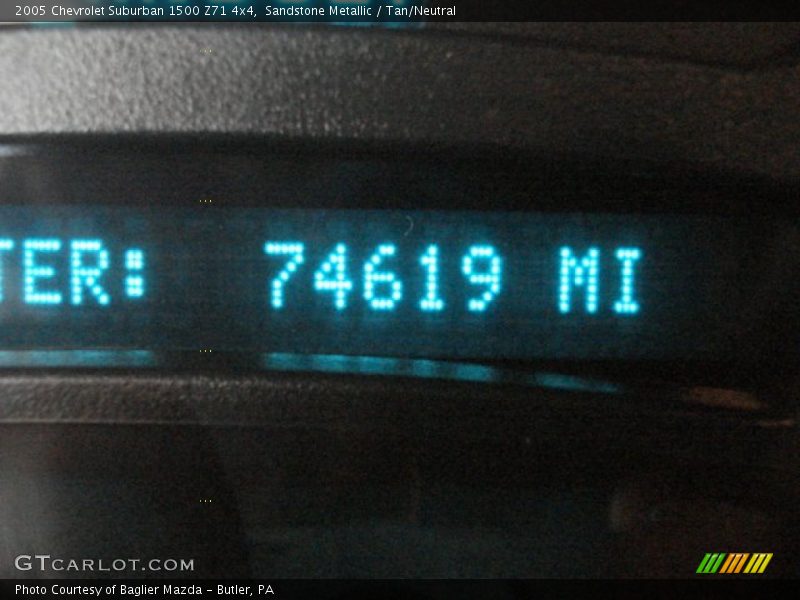 2005 Chevrolet Suburban 1500 Z71 4x4, Sandstone Metallic / Tan/Neutral
TER: 74619 MI
GTCARLOT.COM
Photo Courtesy of Baglier Mazda - Butler, PA